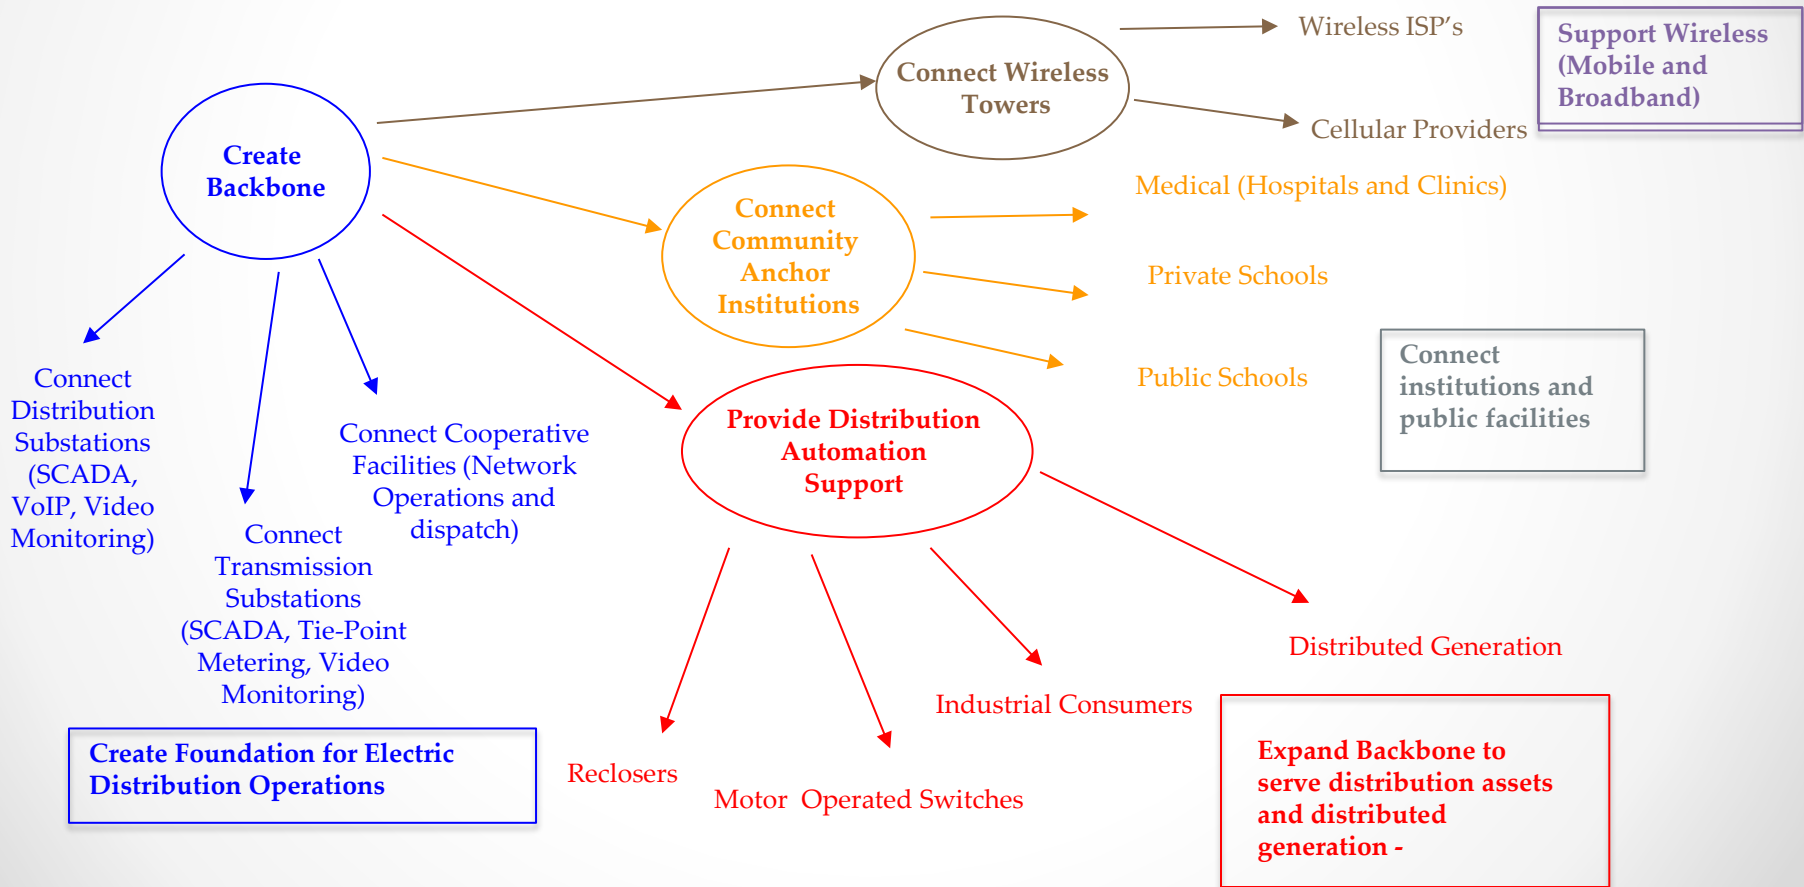 Create
Backbone
Connect Wireless
Towers
Wireless ISP’s
Cellular Providers
Support Wireless
(Mobile and
Broadband)
Connect
Community
Anchor
Institutions
Medical (Hospitals and Clinics)
Private Schools
Public Schools
Connect
institutions and
public facilities
Connect
Distribution
Substations
(SCADA,
VoIP, Video
Monitoring)
Connect
Transmission
Substations
(SCADA, Tie-Point
Metering, Video
Monitoring)
Connect Cooperative
Facilities (Network
Operations and
dispatch)
Create Foundation for Electric
Distribution Operations
Provide Distribution
Automation
Support
Reclosers
Motor  Operated Switches
Industrial Consumers
Distributed Generation
Expand Backbone to
serve distribution assets
and distributed
generation -